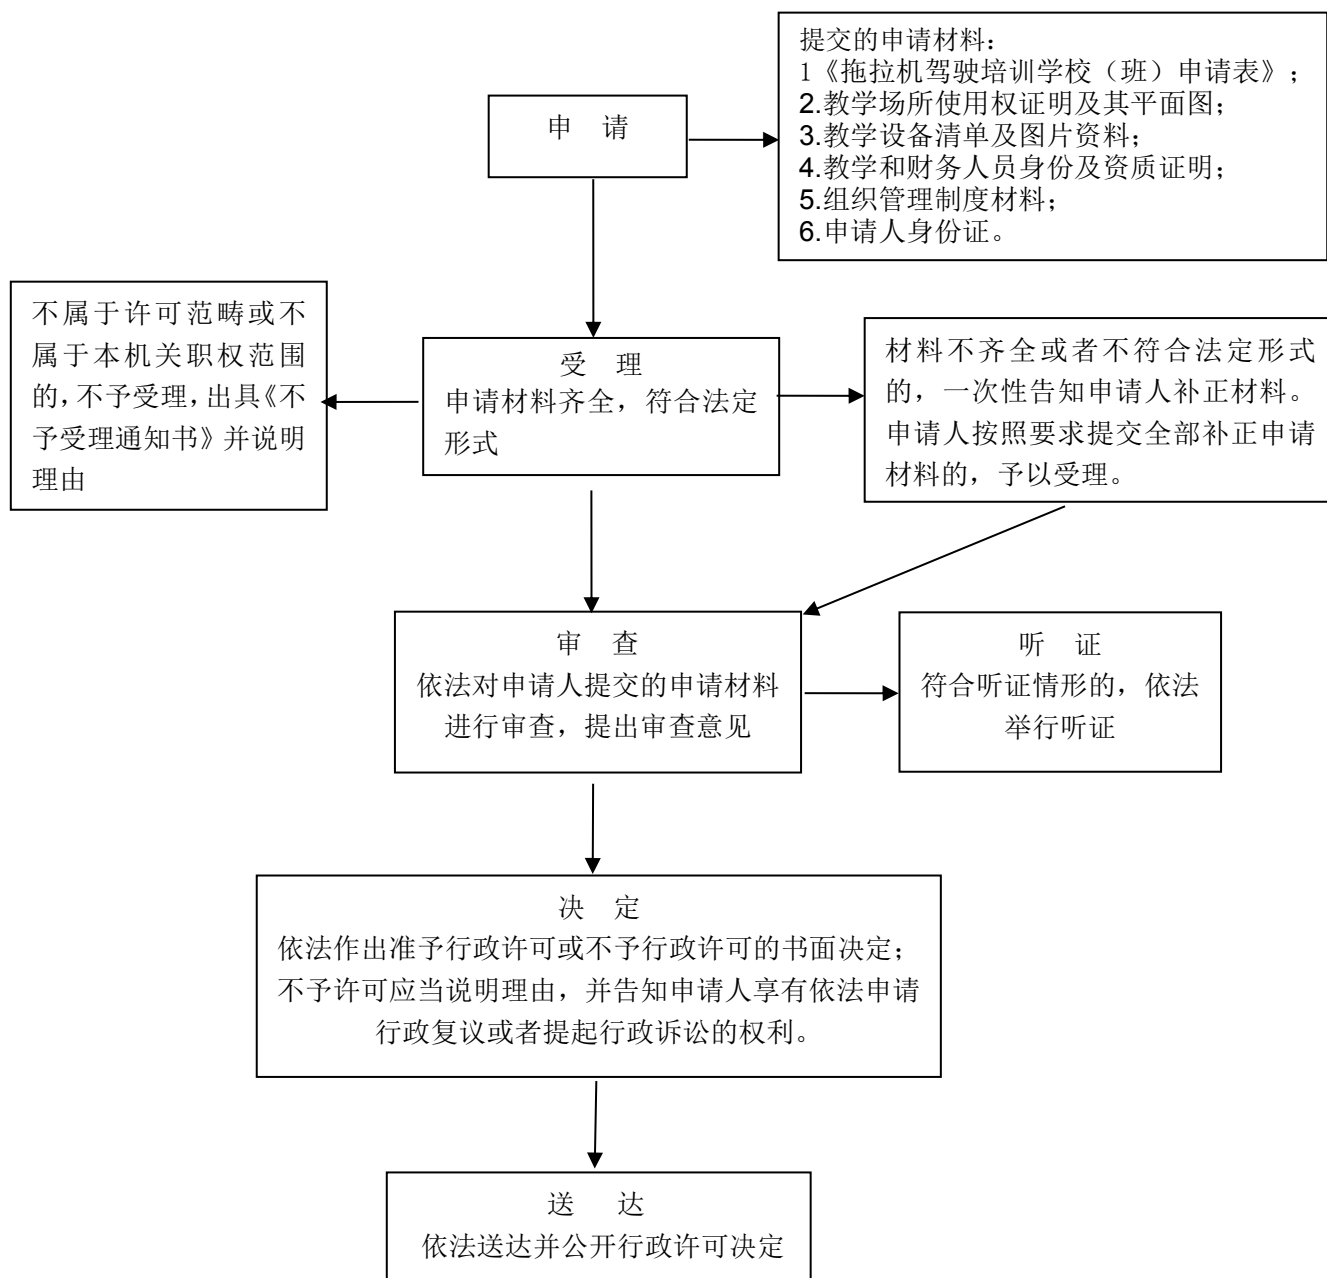 提交的申请材料：
1《拖拉机驾驶培训学校（班）申请表》；
2.教学场所使用权证明及其平面图；
3.教学设备清单及图片资料；
4.教学和财务人员身份及资质证明；
5.组织管理制度材料；
6.申请人身份证。
申 请
不属于许可范畴或不
属于本机关职权范围
的，不予受理，出具《不
予受理通知书》并说明
理由
受 理
申请材料齐全，符合法定
形式
材料不齐全或者不符合法定形式
的，一次性告知申请人补正材料。
申请人按照要求提交全部补正申请
材料的，予以受理。
审 查
依法对申请人提交的申请材料
进行审查，提出审查意见
听 证
符合听证情形的，依法
举行听证
决 定
依法作出准予行政许可或不予行政许可的书面决定；
不予许可应当说明理由，并告知申请人享有依法申请
行政复议或者提起行政诉讼的权利。
送 达
依法送达并公开行政许可决定